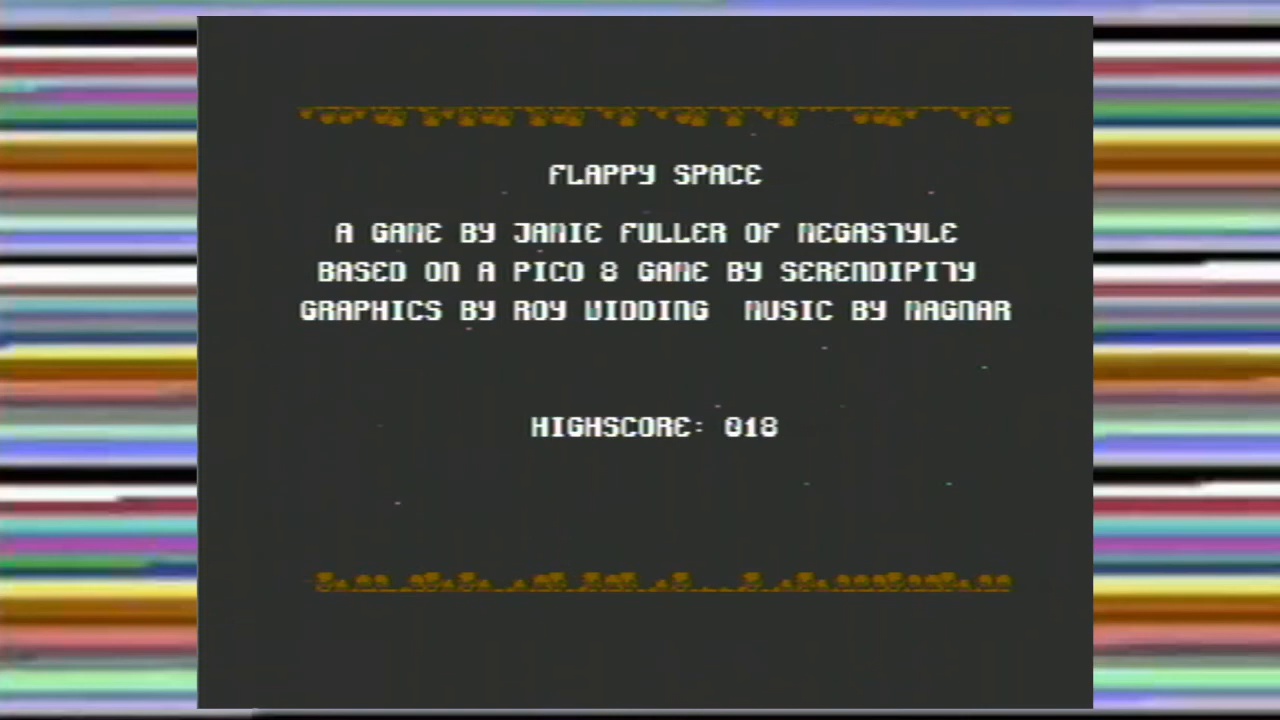 FLAPPY SPACE
A GAME BY JAMIE FULLER OF MEGASTYLE
BASED ON A PICO 8 GAME BY SERENDIPITY
GRAPHICS BY ROY WIDDING MUSIC BY MAGNAR
HIGHSCORE: 018